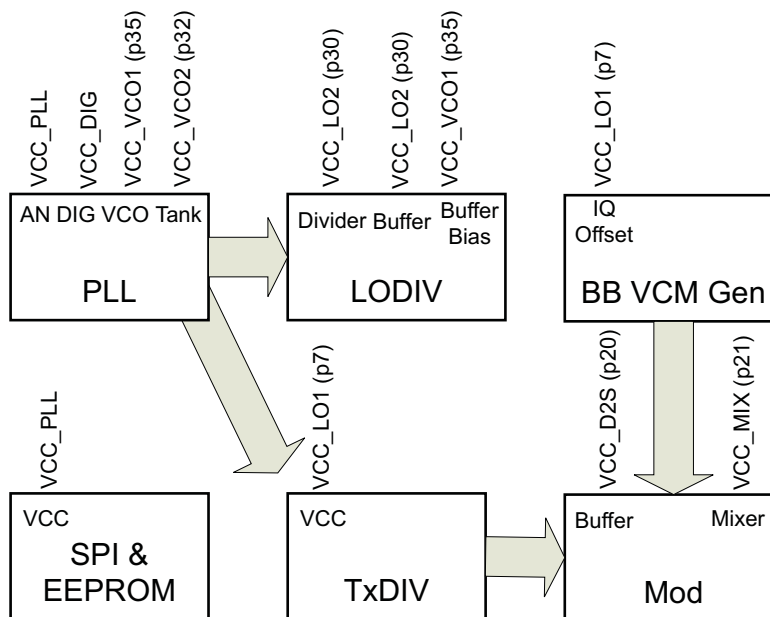 VCC_PLL
VCC_DIG
VCC_VCO1 (p35)
VCC_VCO2 (p32)
VCC_LO2 (p30)
VCC_LO2 (p30)
VCC_VCO1 (p35)
VCC_LO1 (p7)
AN DIG VCO Tank
PLL
Divider Buffer Buffer
Bias
LODIV
IQ
Offset
BB VCM Gen
VCC_PLL
VCC_LO1 (p7)
VCC_D2S (p20)
VCC_MIX (p21)
VCC
SPI &
EEPROM
VCC
TxDIV
Buffer Mixer
Mod